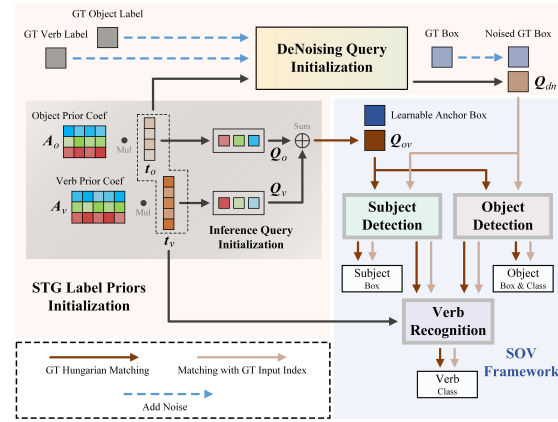 GT Object Label
GT Verb Label
DeNoising Query
Initialization
GT Box
Noised GT Box
Q_dn
Object Prior Coef
A_o
Mul
t_o
Q_o
Sum
Learnable Anchor Box
Q_ov
Verb Prior Coef
A_v
Mul
t_v
Q_v
Inference Query
Initialization
Subject
Detection
Object
Detection
STG Label Priors
Initialization
Subject
Box
Object
Box & Class
Verb
Recognition
SOV
Framework
Verb
Class
GT Hungarian Matching
Matching with GT Input Index
Add Noise